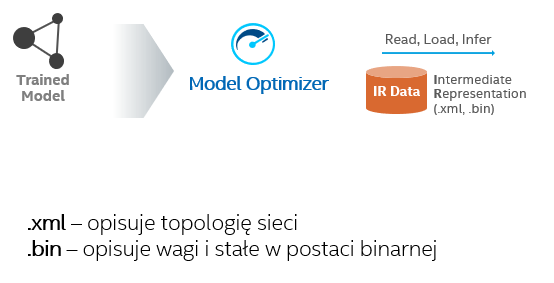 Trained
Model
Model Optimizer
Read, Load, Infer
IR Data
Intermediate
Representation
(.xml, .bin)
.xml – opisuje topologię sieci
.bin – opisuje wagi i stałe w postaci binarnej